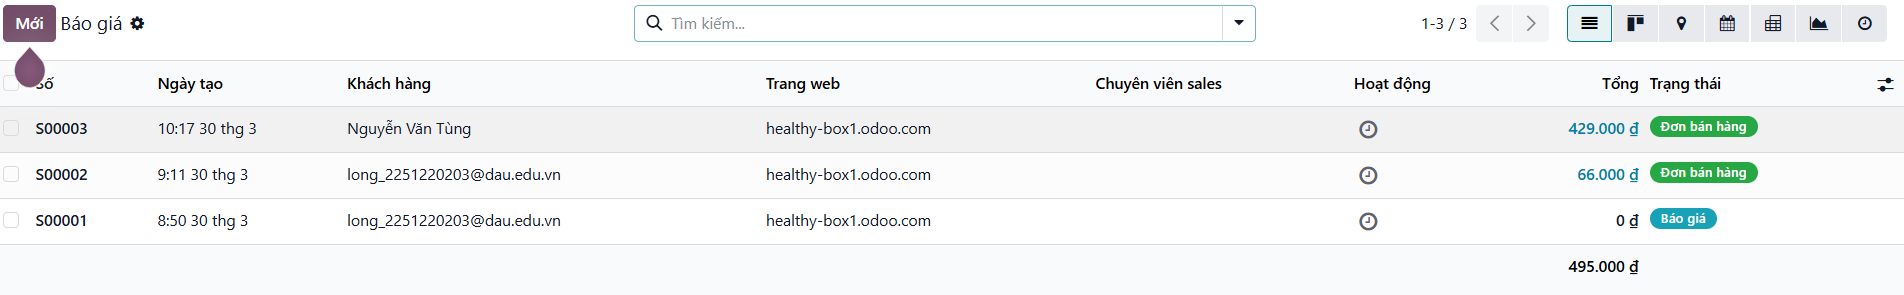 Mới Báo giá Tìm kiếm... 1-3 / 3
Số Ngày tạo Khách hàng Trang web Chuyên viên sales Hoạt động Tổng Trạng thái
S00003 10:17 30 thg 3 Nguyễn Văn Tùng healthy-box1.odoo.com 429.000 ₫ Đơn bán hàng
S00002 9:11 30 thg 3 long_2251220203@dau.edu.vn healthy-box1.odoo.com 66.000 ₫ Đơn bán hàng
S00001 8:50 30 thg 3 long_2251220203@dau.edu.vn healthy-box1.odoo.com 0 ₫ Báo giá
495.000 ₫